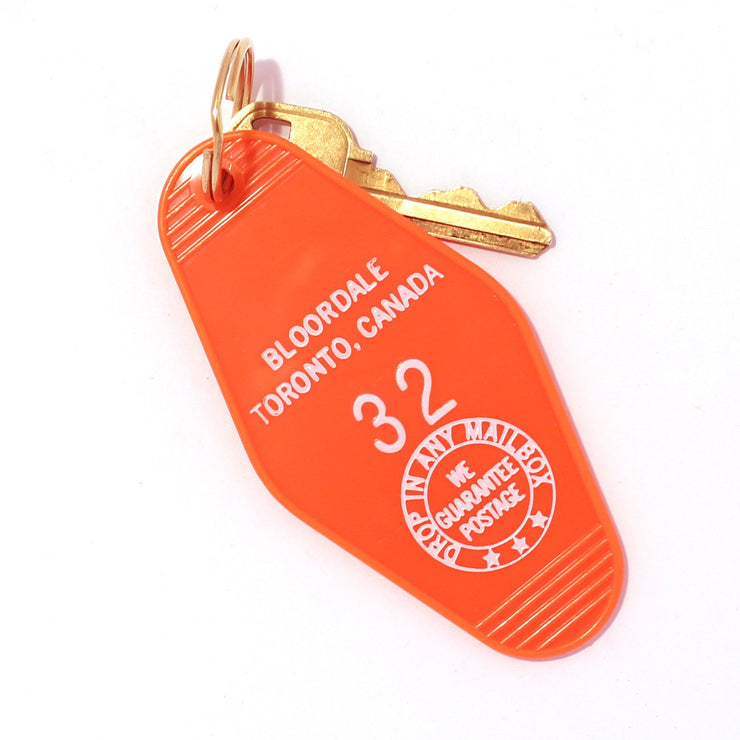 BLOORDALE
TORONTO, CANADA
32
DROP IN ANY MAILBOX
WE
GUARANTEE
POSTAGE